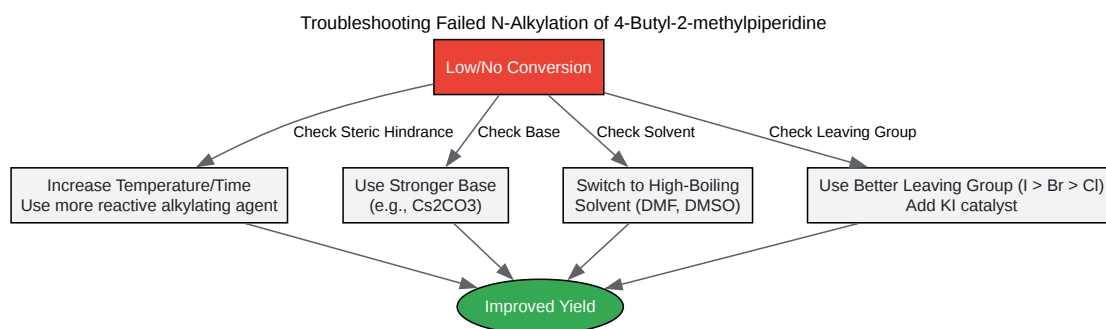 Troubleshooting Failed N-Alkylation of 4-Butyl-2-methylpiperidine
Low/No Conversion
Check Steric Hindrance
Check Base
Check Solvent
Check Leaving Group
Increase Temperature/Time
Use more reactive alkylating agent
Use Stronger Base
(e.g., Cs2CO3)
Switch to High-Boiling
Solvent (DMF, DMSO)
Use Better Leaving Group (I > Br > Cl)
Add KI catalyst
Improved Yield